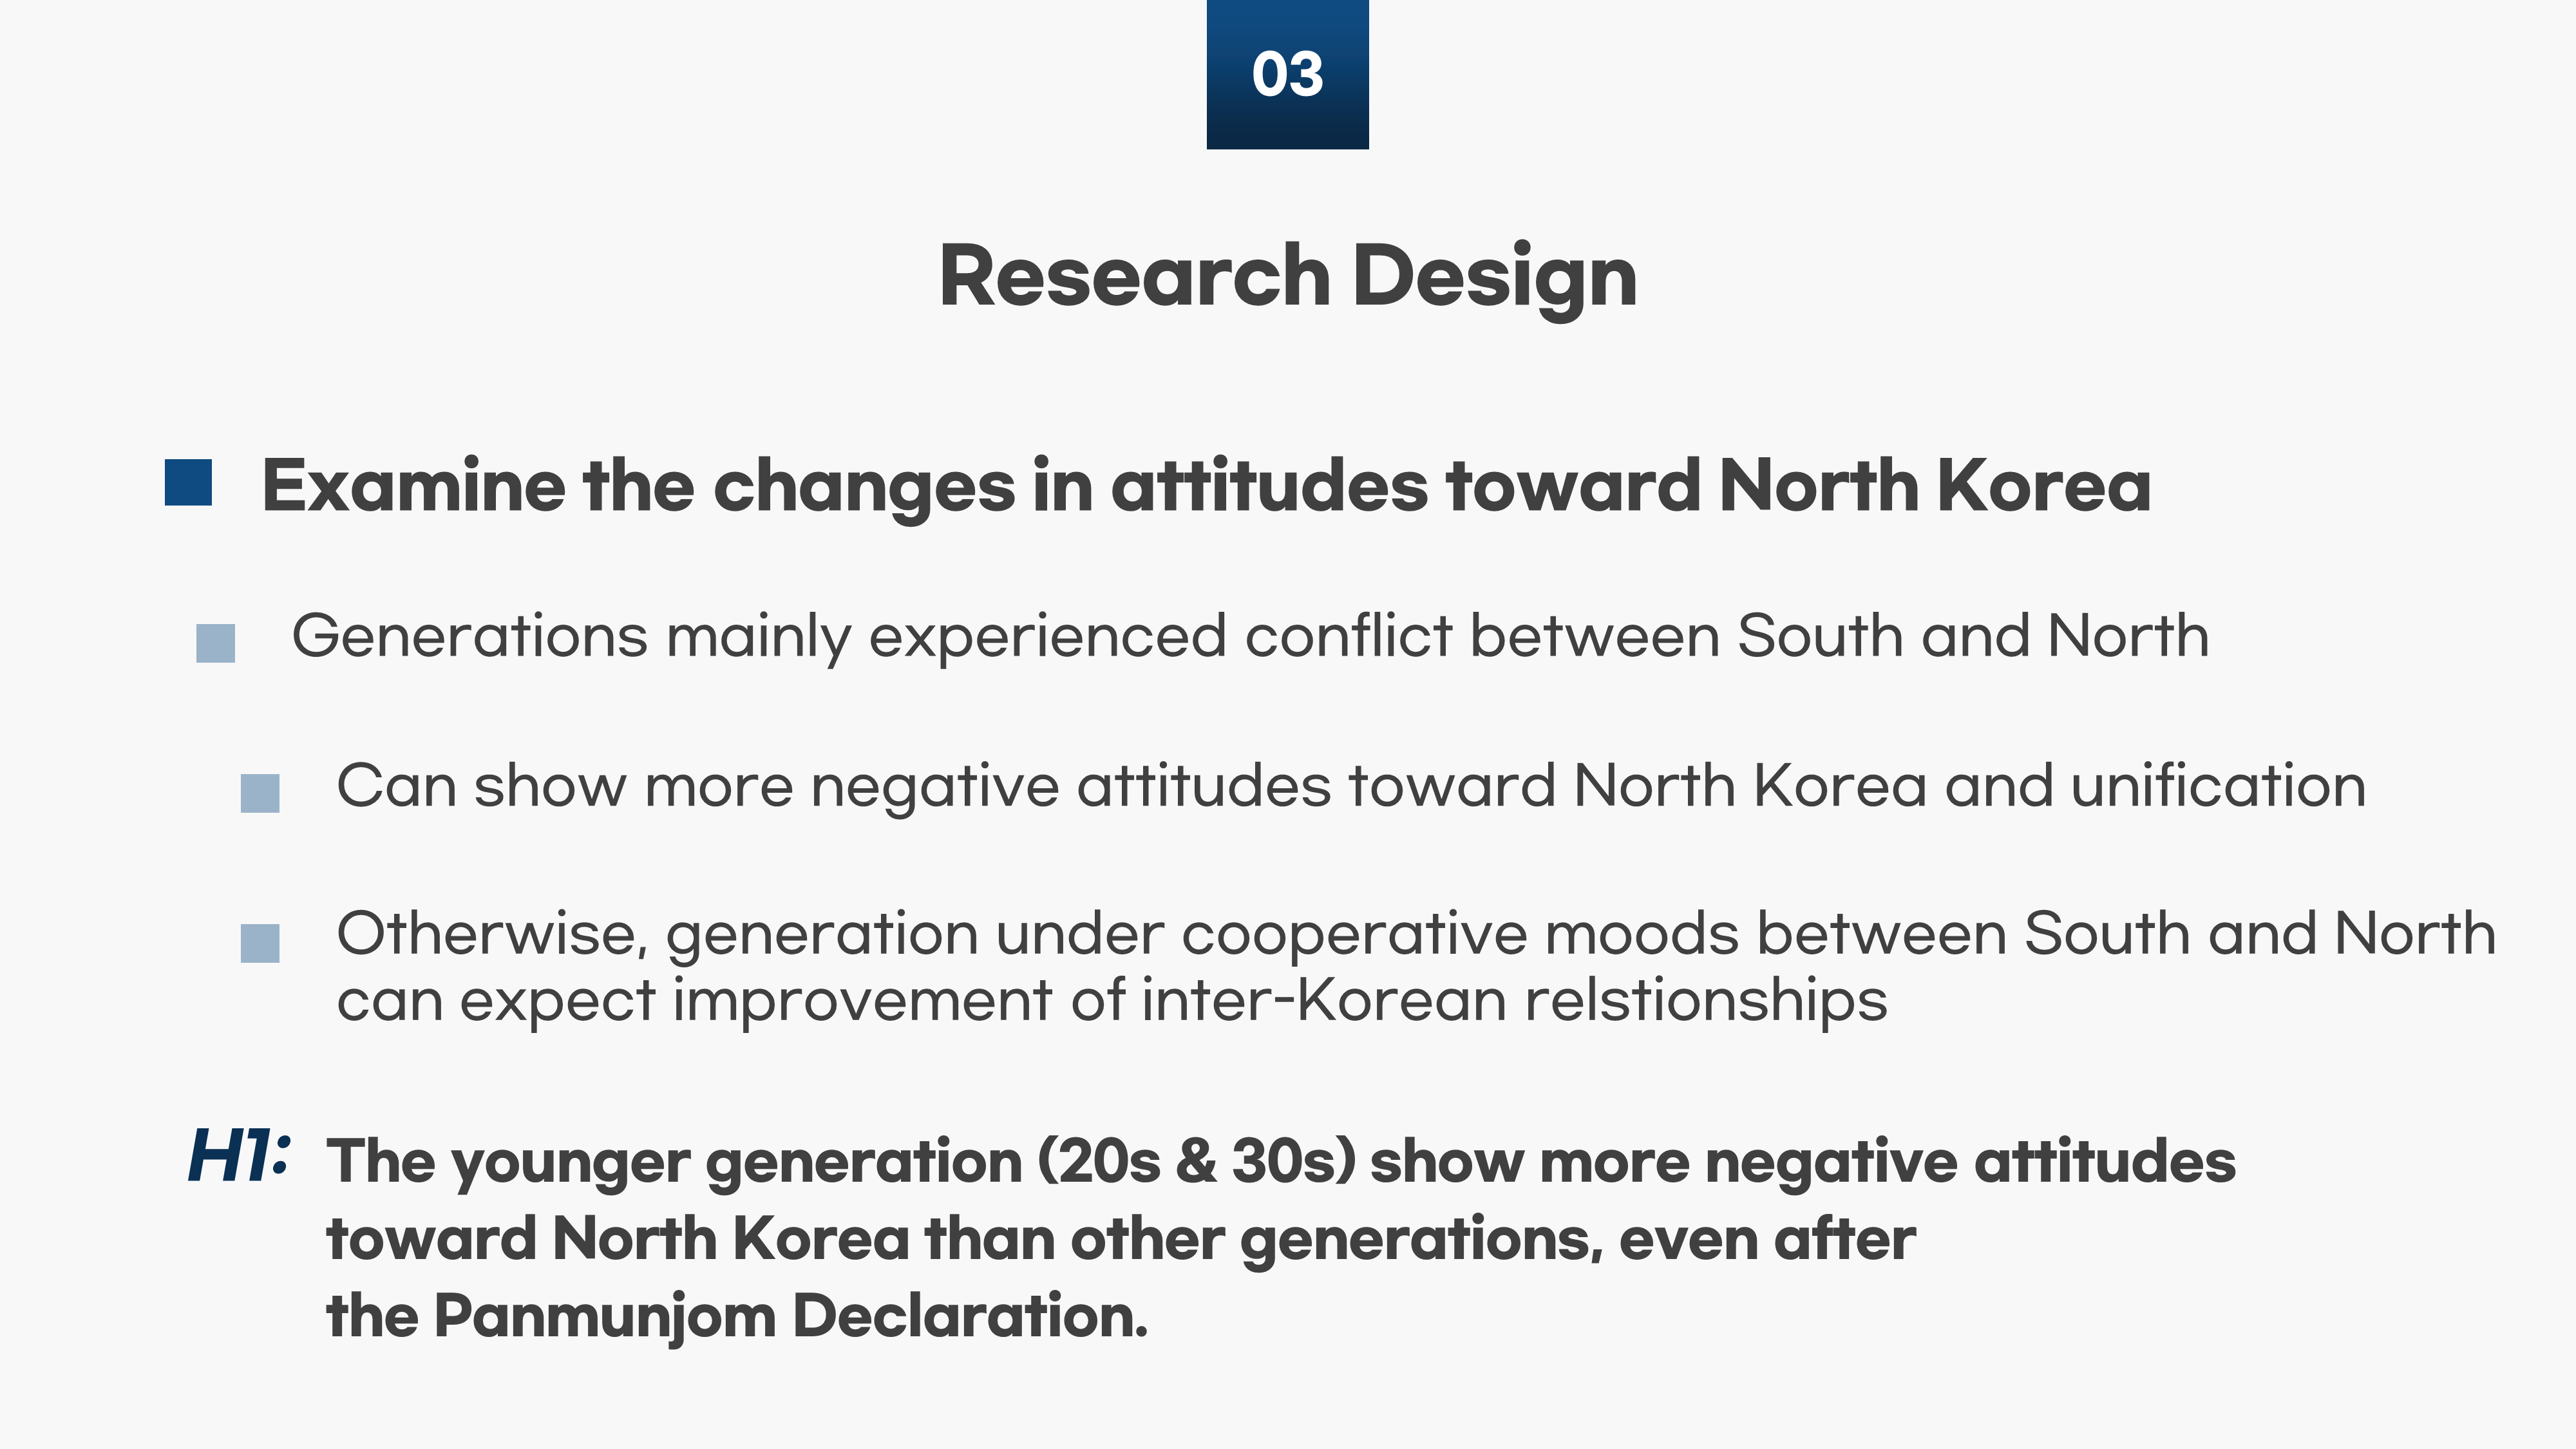 03
Research Design
Examine the changes in attitudes toward North Korea
Generations mainly experienced conflict between South and North
Can show more negative attitudes toward North Korea and unification
Otherwise, generation under cooperative moods between South and North
can expect improvement of inter-Korean relstionships
H1: The younger generation (20s & 30s) show more negative attitudes
toward North Korea than other generations, even after
the Panmunjom Declaration.